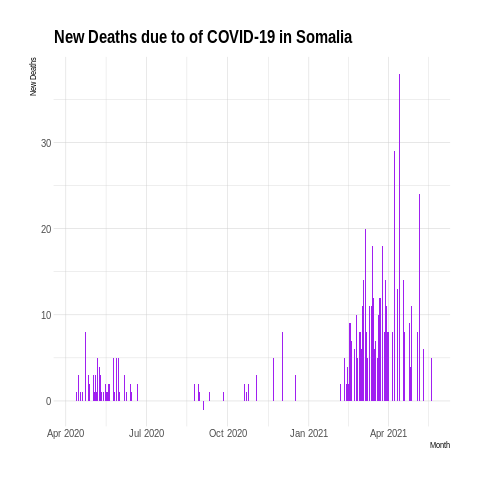 New Deaths due to of COVID-19 in Somalia
New Deaths
30
20
10
0
Apr 2020 Jul 2020 Oct 2020 Jan 2021 Apr 2021
Month